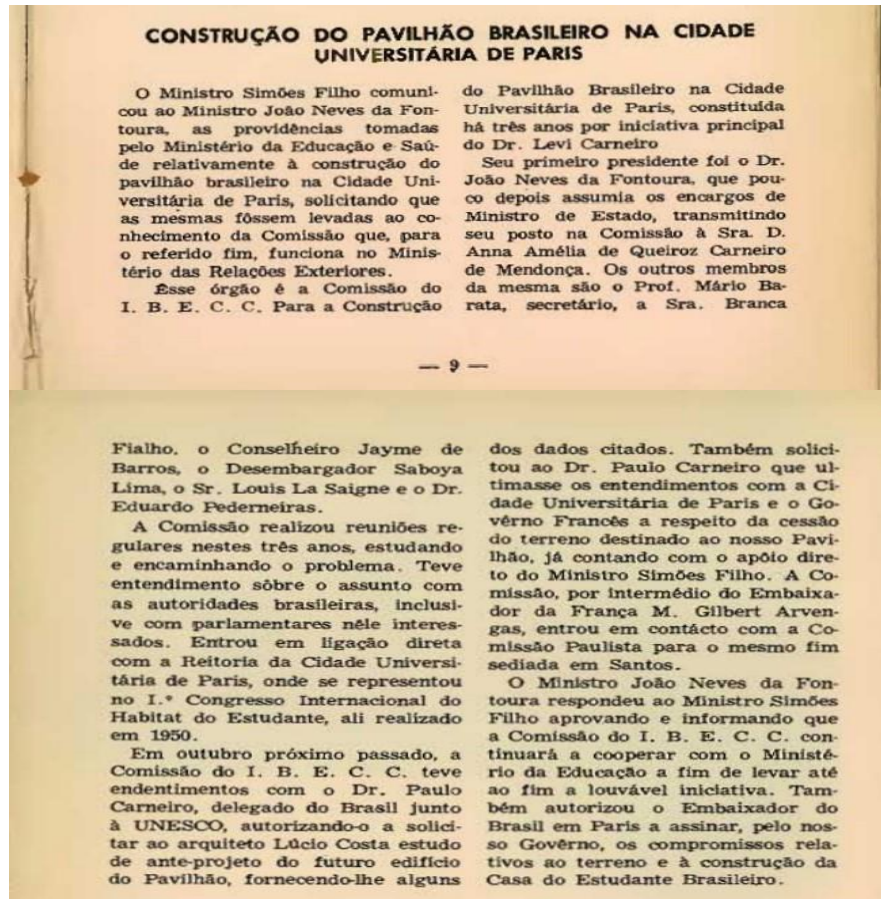 CONSTRUÇÃO DO PAVILHÃO BRASILEIRO NA CIDADE
UNIVERSITÁRIA DE PARIS
O Ministro Simões Filho comuni-
cou ao Ministro João Neves da Fon-
toura, as providências tomadas
pelo Ministério da Educação e Saú-
de relativamente à construção do
pavilhão brasileiro na Cidade Uni-
versitária de Paris, solicitando que
as mesmas fôssem levadas ao co-
nhecimento da Comissão que, para
o referido fim, funciona no Minis-
tério das Relações Exteriores.
Êsse órgão é a Comissão do
I. B. E. C. C. Para a Construção
do Pavilhão Brasileiro na Cidade
Universitária de Paris, constituída
há três anos por iniciativa principal
do Dr. Levi Carneiro
Seu primeiro presidente foi o Dr.
João Neves da Fontoura, que pou-
co depois assumia os encargos de
Ministro de Estado, transmitindo
seu posto na Comissão à Sra. D.
Anna Amélia de Queiroz Carneiro
de Mendonça. Os outros membros
da mesma são o Prof. Mário Ba-
rata, secretário, a Sra. Branca
— 9 —
Fialho, o Conselheiro Jayme de
Barros, o Desembargador Saboya
Lima, o Sr. Louis La Saigne e o Dr.
Eduardo Pederneiras.
A Comissão realizou reuniões re-
gulares nestes três anos, estudando
e encaminhando o problema. Teve
entendimento sôbre o assunto com
as autoridades brasileiras, inclusi-
ve com parlamentares nêle interes-
sados. Entrou em ligação direta
com a Reitoria da Cidade Universi-
tária de Paris, onde se representou
no I.º Congresso Internacional do
Habitat do Estudante, ali realizado
em 1950.
Em outubro próximo passado, a
Comissão do I. B. E. C. C. teve
endentimentos com o Dr. Paulo
Carneiro, delegado do Brasil junto
à UNESCO, autorizando-o a solici-
tar ao arquiteto Lúcio Costa estudo
de ante-projeto do futuro edifício
do Pavilhão, fornecendo-lhe alguns
dos dados citados. Também solici-
tou ao Dr. Paulo Carneiro que ul-
timasse os entendimentos com a Ci-
dade Universitária de Paris e o Go-
vêrno Francês a respeito da cessão
do terreno destinado ao nosso Pavi-
lhão, já contando com o apôio dire-
to do Ministro Simões Filho. A Co-
missão, por intermédio do Embaixa-
dor da França M. Gilbert Arven-
gas, entrou em contácto com a Co-
missão Paulista para o mesmo fim
sediada em Santos.
O Ministro João Neves da Fon-
toura respondeu ao Ministro Simões
Filho aprovando e informando que
a Comissão do I. B. E. C. C. con-
tinuará a cooperar com o Ministé-
rio da Educação a fim de levar até
ao fim a louvável iniciativa. Tam-
bém autorizou o Embaixador do
Brasil em Paris a assinar, pelo nos-
so Govêrno, os compromissos rela-
tivos ao terreno e à construção da
Casa do Estudante Brasileiro.